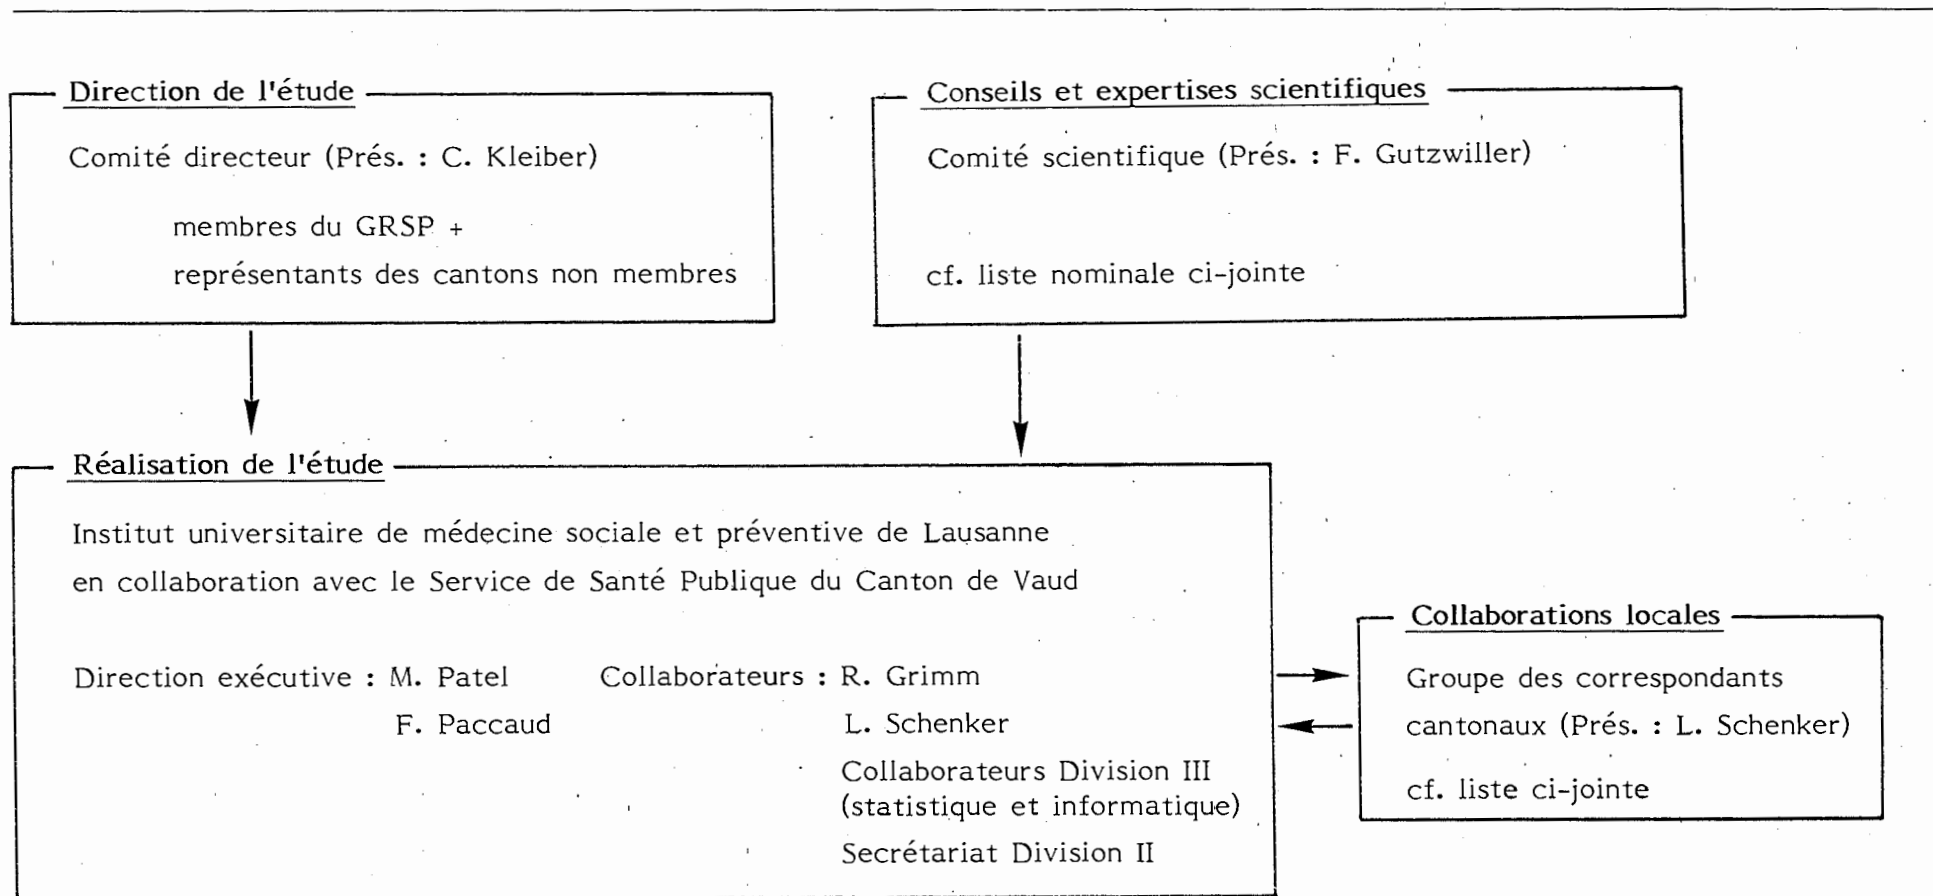 Direction de l'étude
Comité directeur (Prés. : C. Kleiber)
membres du GRSP +
représentants des cantons non membres
Conseils et expertises scientifiques
Comité scientifique (Prés. : F. Gutzwiller)
cf. liste nominale ci-jointe
Réalisation de l'étude
Institut universitaire de médecine sociale et préventive de Lausanne
en collaboration avec le Service de Santé Publique du Canton de Vaud
Direction exécutive : M. Patel
F. Paccaud
Collaborateurs : R. Grimm
L. Schenker
Collaborateurs Division III
(statistique et informatique)
Secrétariat Division II
Collaborations locales
Groupe des correspondants
cantonaux (Prés. : L. Schenker)
cf. liste ci-jointe